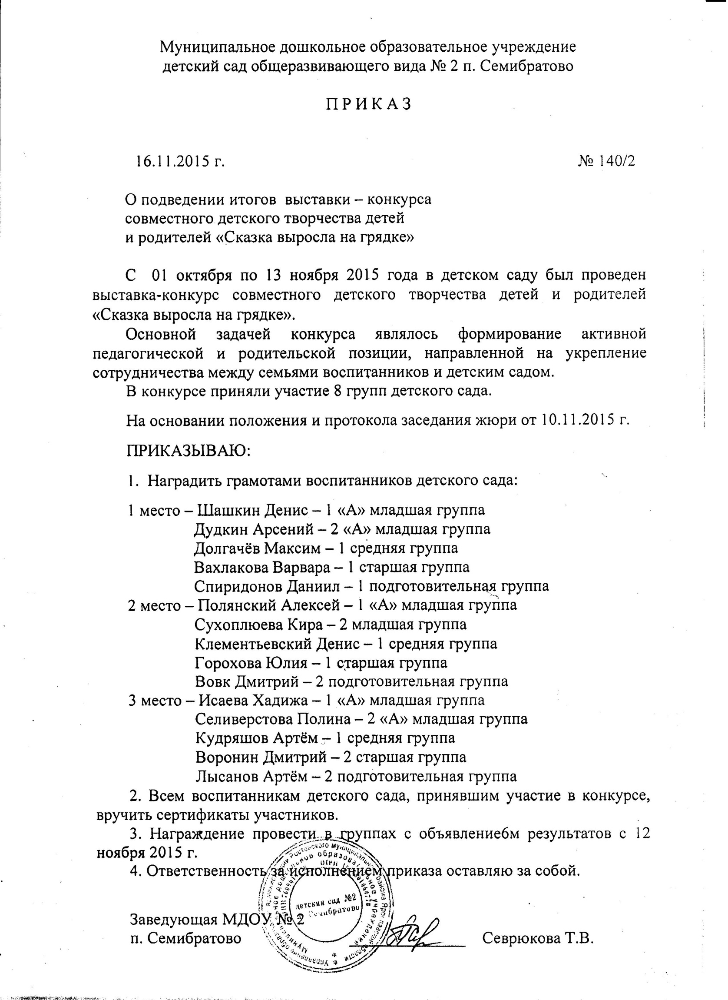 Муниципальное дошкольное образовательное учреждение
детский сад общеразвивающего вида № 2 п. Семибратово
П Р И К А З
16.11.2015 г. № 140/2
О подведении итогов выставки – конкурса
совместного детского творчества детей
и родителей «Сказка выросла на грядке»
С 01 октября по 13 ноября 2015 года в детском саду был проведен
выставка-конкурс совместного детского творчества детей и родителей
«Сказка выросла на грядке».
Основной задачей конкурса являлось формирование активной
педагогической и родительской позиции, направленной на укрепление
сотрудничества между семьями воспитанников и детским садом.
В конкурсе приняли участие 8 групп детского сада.
На основании положения и протокола заседания жюри от 10.11.2015 г.
ПРИКАЗЫВАЮ:
1. Наградить грамотами воспитанников детского сада:
1 место – Шашкин Денис – 1 «А» младшая группа
Дудкин Арсений – 2 «А» младшая группа
Долгачёв Максим – 1 средняя группа
Вахлакова Варвара – 1 старшая группа
Спиридонов Даниил – 1 подготовительная группа
2 место – Полянский Алексей – 1 «А» младшая группа
Сухоплюева Кира – 2 младшая группа
Клементьевский Денис – 1 средняя группа
Горохова Юлия – 1 старшая группа
Вовк Дмитрий – 2 подготовительная группа
3 место – Исаева Хадижа – 1 «А» младшая группа
Селиверстова Полина – 2 «А» младшая группа
Кудряшов Артём – 1 средняя группа
Воронин Дмитрий – 2 старшая группа
Лысанов Артём – 2 подготовительная группа
2. Всем воспитанникам детского сада, принявшим участие в конкурсе,
вручить сертификаты участников.
3. Награждение провести в группах с объявлениебм результатов с 12
ноября 2015 г.
4. Ответственность за исполнением приказа оставляю за собой.
детский сад №2
Семибратово
Заведующая МДОУ № 2
п. Семибратово Севрюкова Т.В.